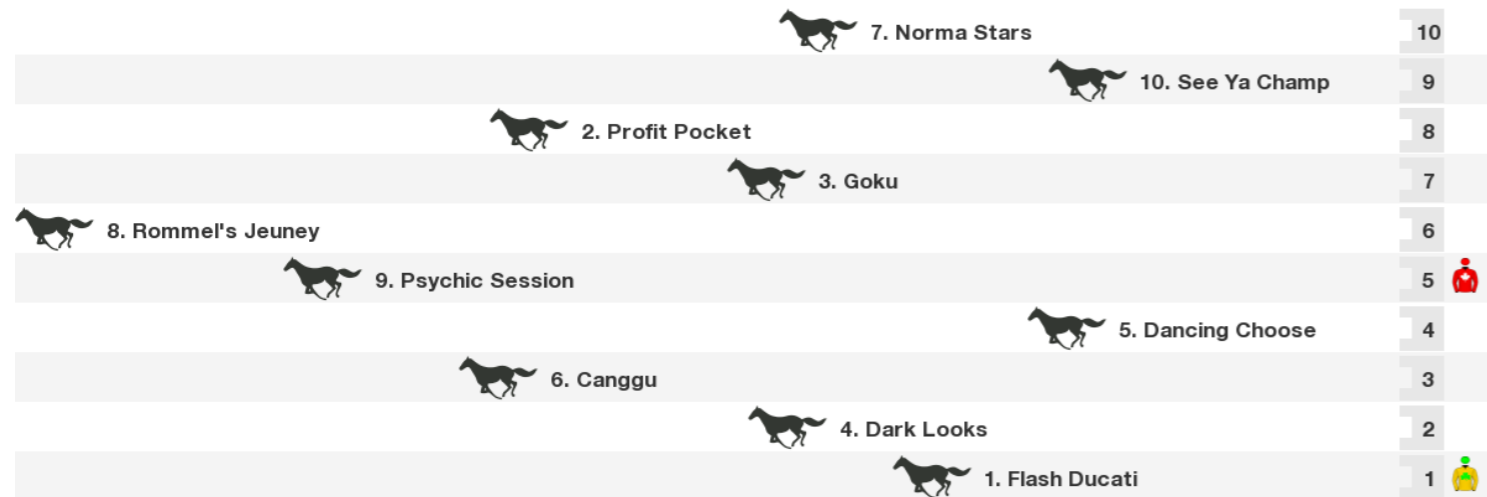 7. Norma Stars 10
10. See Ya Champ 9
2. Profit Pocket 8
3. Goku 7
8. Rommel's Jeuney 6
9. Psychic Session 5
5. Dancing Choose 4
6. Canggu 3
4. Dark Looks 2
1. Flash Ducati 1